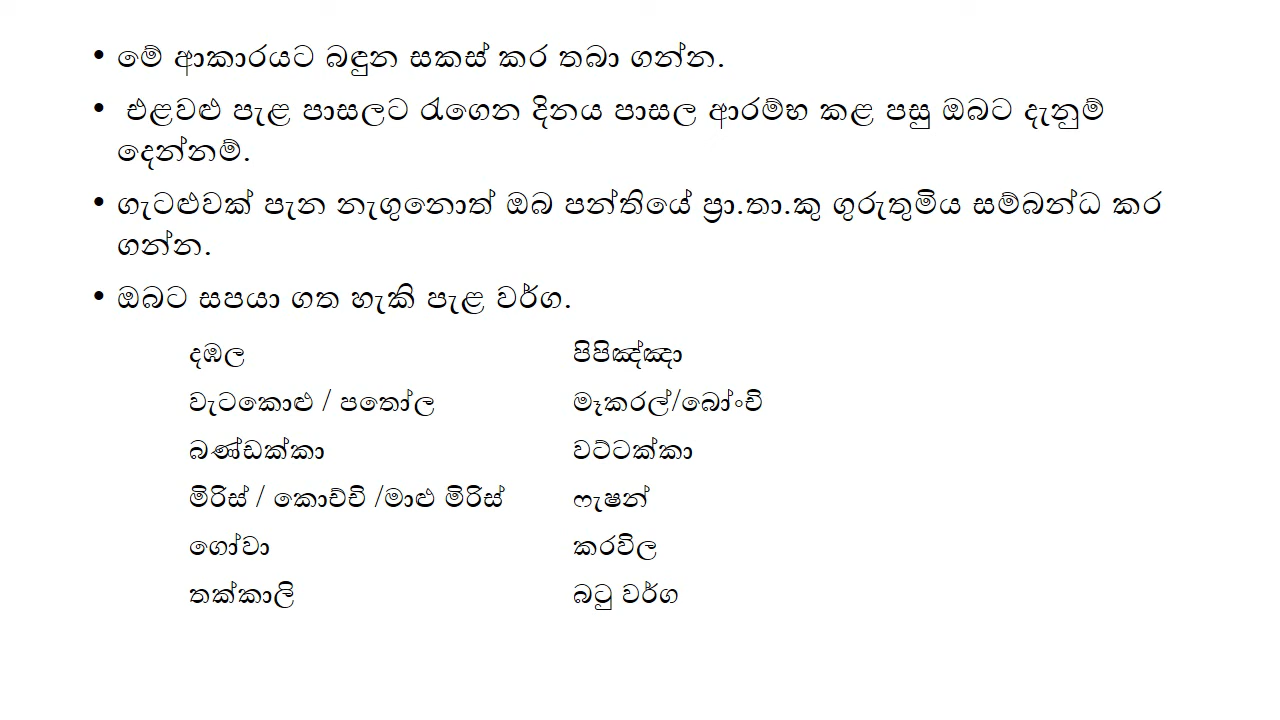 • මේ ආකාරයට බඳුන සකස් කර තබා ගන්න.
• එළවළු පැළ පාසලට රැගෙන දිනය පාසල ආරම්භ කළ පසු ඔබට දැනුම්
දෙන්නම්.
• ගැටළුවක් පැන නැගුනොත් ඔබ පන්තියේ ප්‍රා.තා.කු ගුරුතුමිය සම්බන්ධ කර
ගන්න.
• ඔබට සපයා ගත හැකි පැළ වර්ග.
දඹල පිපිඤ්ඤා
වැටකොළු / පතෝල මෑකරල්/බෝංචි
බණ්ඩක්කා වට්ටක්කා
මිරිස් / කොච්චි /මාළු මිරිස් ෆැෂන්
ගෝවා කරවිල
තක්කාලි බටු වර්ග